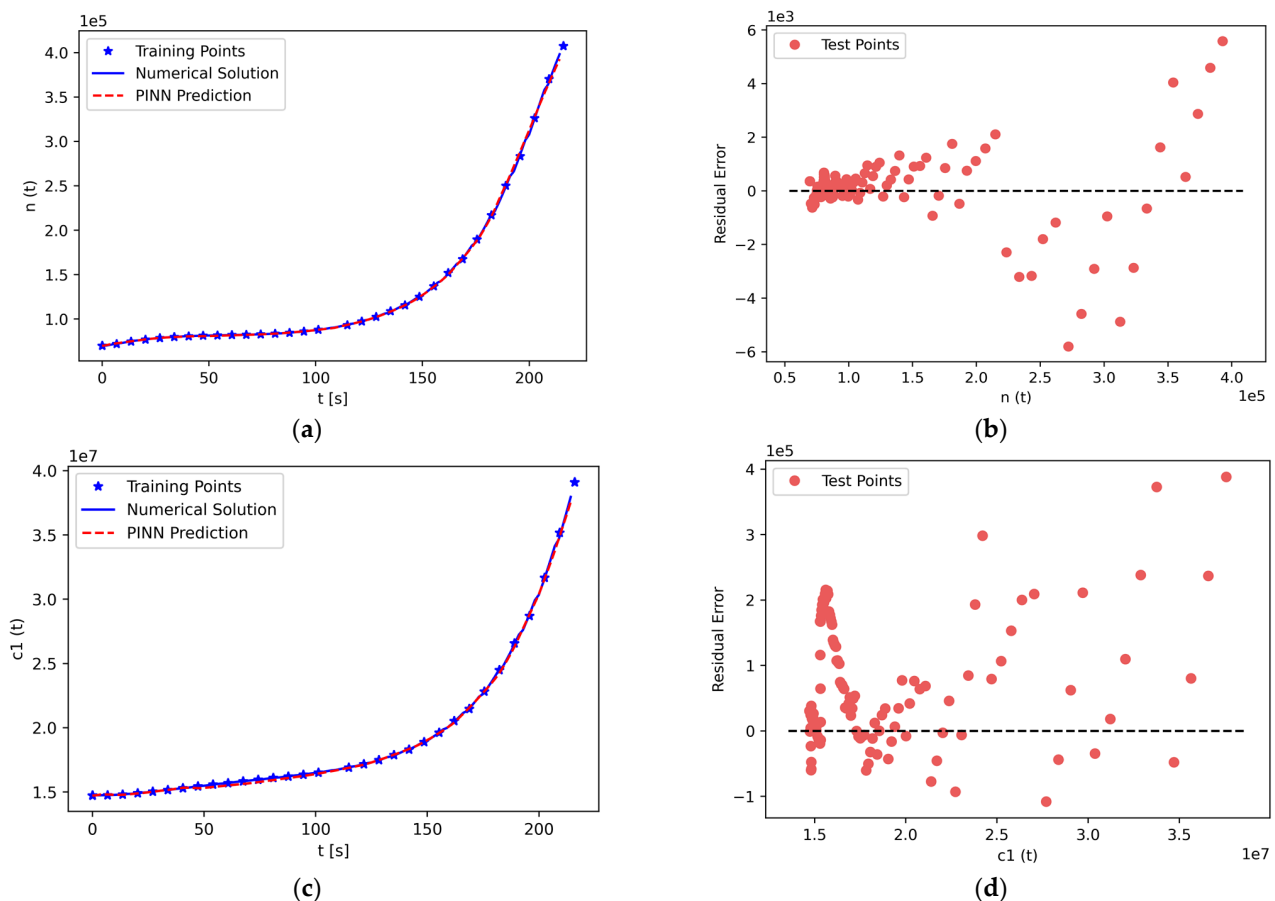 1e5
4.0
3.5
3.0
2.5
2.0
1.5
1.0
n (t)
Training Points
Numerical Solution
PINN Prediction
0
50
100
150
200
t [s]
(a)
1e3
6
4
2
0
−2
−4
−6
Residual Error
Test Points
0.5
1.0
1.5
2.0
2.5
3.0
3.5
4.0
n (t)
1e5
(b)
1e7
4.0
3.5
3.0
2.5
2.0
1.5
c1 (t)
Training Points
Numerical Solution
PINN Prediction
0
50
100
150
200
t [s]
(c)
1e5
4
3
2
1
0
−1
Residual Error
Test Points
1.5
2.0
2.5
3.0
3.5
c1 (t)
1e7
(d)